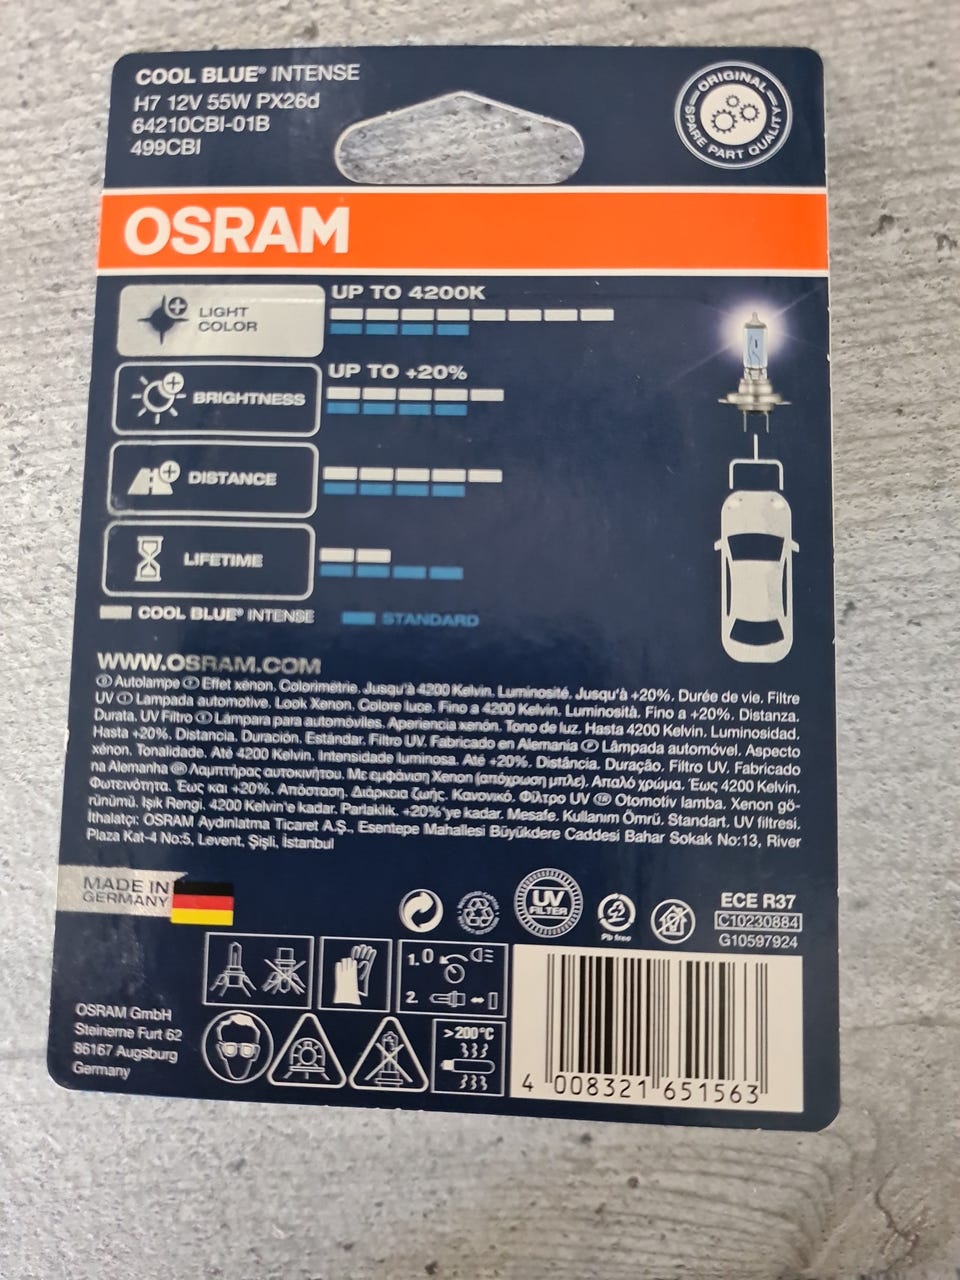 COOL BLUE® INTENSE
H7 12V 55W PX26d
64210CBI-01B
499CBI
ORIGINAL
SPARE PART QUALITY
OSRAM
LIGHT
COLOR
UP TO 4200K
BRIGHTNESS
UP TO +20%
DISTANCE
LIFETIME
COOL BLUE® INTENSE STANDARD
WWW.OSRAM.COM
Ⓕ Autolampe Ⓕ Effet xénon. Colorimétrie. Jusqu'à 4200 Kelvin. Luminosité. Jusqu'à +20%. Durée de vie. Filtre
UV Ⓘ Lampada automotive. Look Xenon. Colore luce. Fino a 4200 Kelvin. Luminosità. Fino a +20%. Distanza.
Durata. UV Filtro Ⓔ Lámpara para automóviles. Apariencia xenón. Tono de luz. Hasta 4200 Kelvin. Luminosidad.
Hasta +20%. Distancia. Duración. Estándar. Filtro UV. Fabricado en Alemania Ⓟ Lâmpada automóvel. Aspecto
xénon. Tonalidade. Até 4200 Kelvin. Intensidade luminosa. Até +20%. Distância. Duração. Filtro UV. Fabricado
na Alemanha GR Λαμπτήρας αυτοκινήτου. Με εμφάνιση Xenon (απόχρωση μπλε). Απαλό χρώμα. Έως 4200 Kelvin.
Φωτεινότητα. Έως και +20%. Απόσταση. Διάρκεια ζωής. Κανονικό. Φίλτρο UV TR Otomotiv lamba. Xenon gö-
rünümü. Işık Rengi. 4200 Kelvin'e kadar. Parlaklık. +20%'ye kadar. Mesafe. Kullanım Ömrü. Standart. UV filtresi.
İthalatçı: OSRAM Aydınlatma Ticaret A.Ş., Esentepe Mahallesi Büyükdere Caddesi Bahar Sokak No:13, River
Plaza Kat-4 No:5, Levent, Şişli, İstanbul
MADE IN
GERMANY
UV
FILTER
Pb free
ECE R37
C10230884
G10597924
1. 0
2.
>200°C
OSRAM GmbH
Steinerne Furt 62
86167 Augsburg
Germany
4 008321 651563